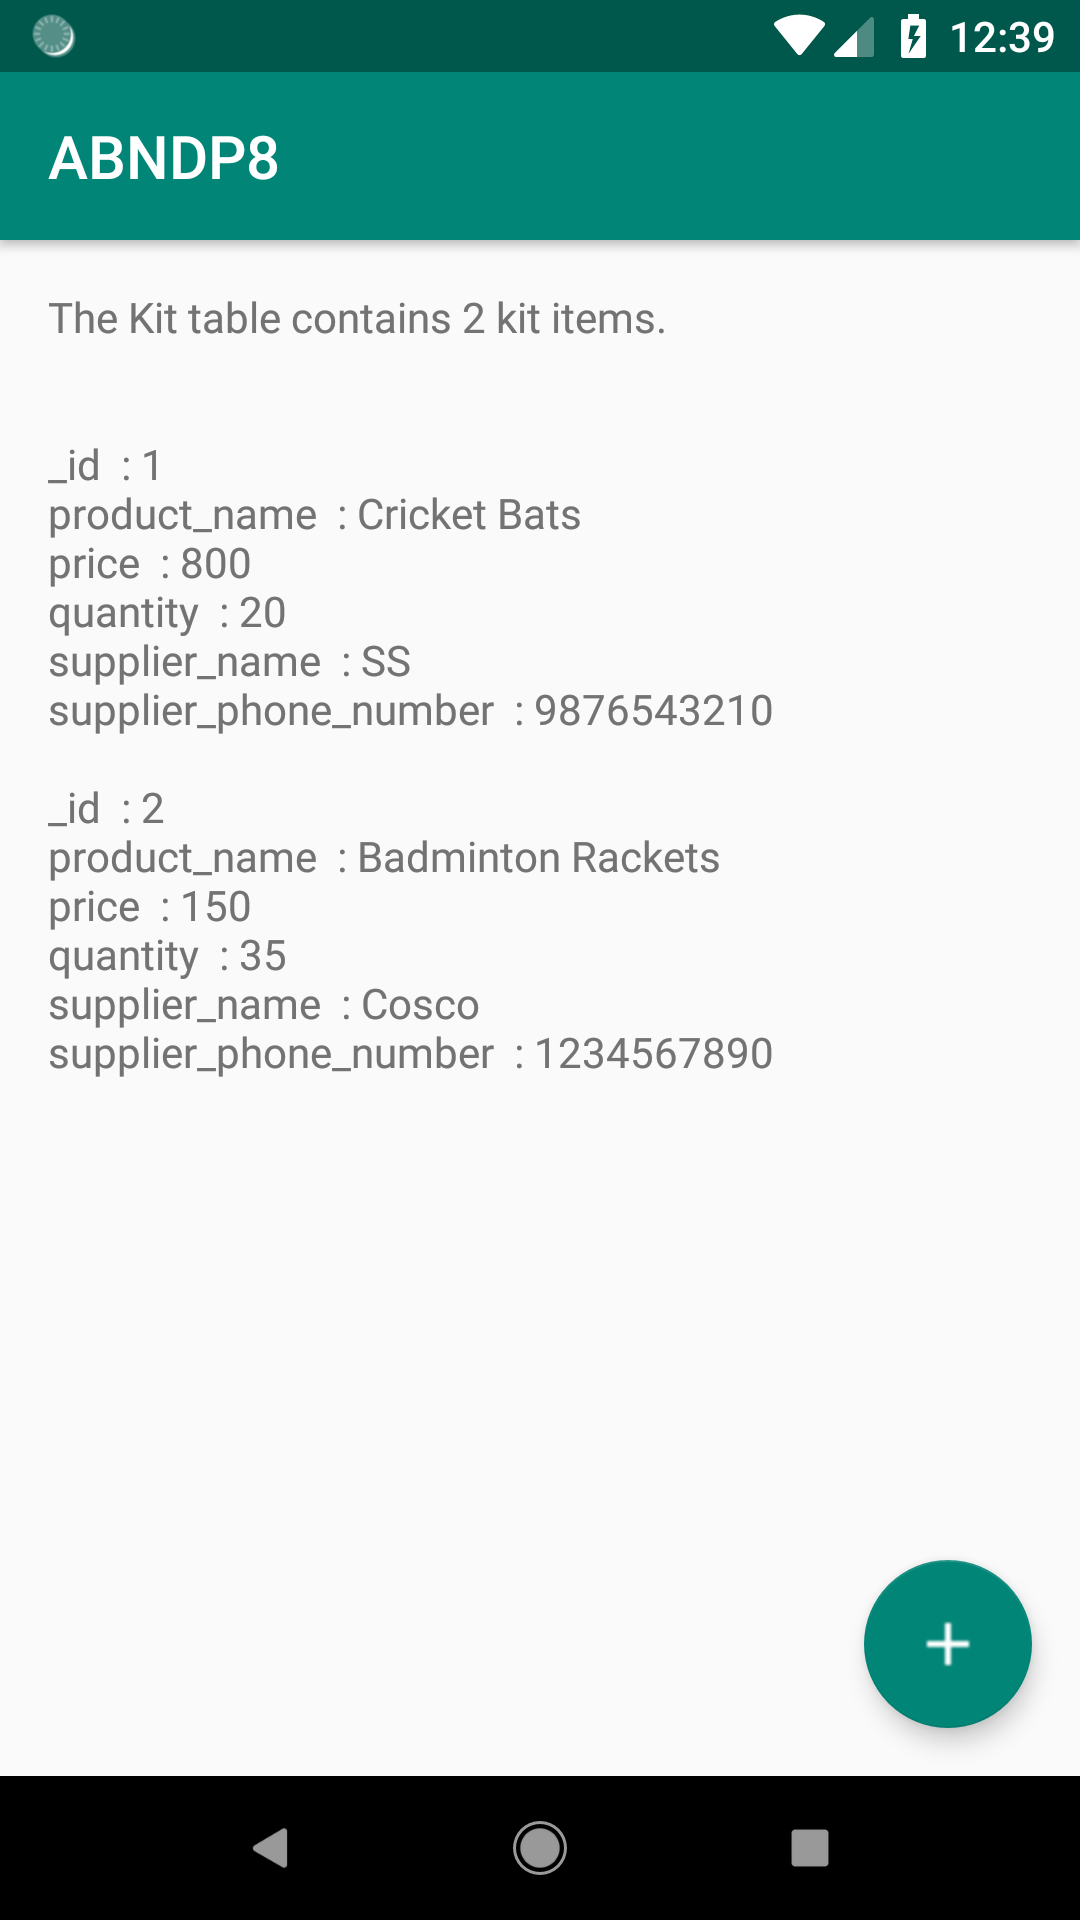 12:39
ABNDP8
The Kit table contains 2 kit items.
_id  : 1
product_name  : Cricket Bats
price  : 800
quantity  : 20
supplier_name  : SS
supplier_phone_number  : 9876543210
_id  : 2
product_name  : Badminton Rackets
price  : 150
quantity  : 35
supplier_name  : Cosco
supplier_phone_number  : 1234567890